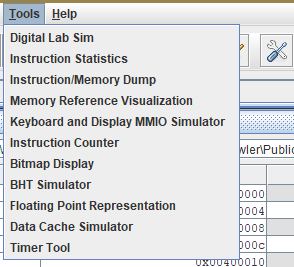 Tools Help
Digital Lab Sim
Instruction Statistics
Instruction/Memory Dump
Memory Reference Visualization
Keyboard and Display MMIO Simulator
Instruction Counter
Bitmap Display
wler\Public
BHT Simulator
0000
Floating Point Representation
0004
Data Cache Simulator
0008
Timer Tool
000c
0x00400010